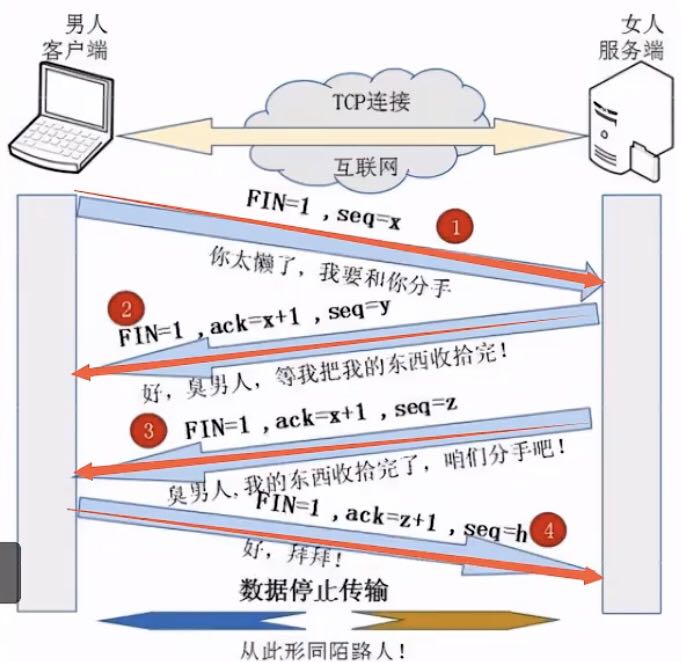 男人
客户端
女人
服务端
TCP连接
互联网
FIN=1 ,seq=x
1
你太懒了，我要和你分手
2
FIN=1 ,ack=x+1 ,seq=y
好，臭男人，等我把我的东西收拾完！
3
FIN=1 ,ack=x+1 ,seq=z
臭男人,我的东西收拾完了，咱们分手吧！
FIN=1 ,ack=z+1 ,seq=h
4
好，拜拜！
数据停止传输
从此形同陌路人！